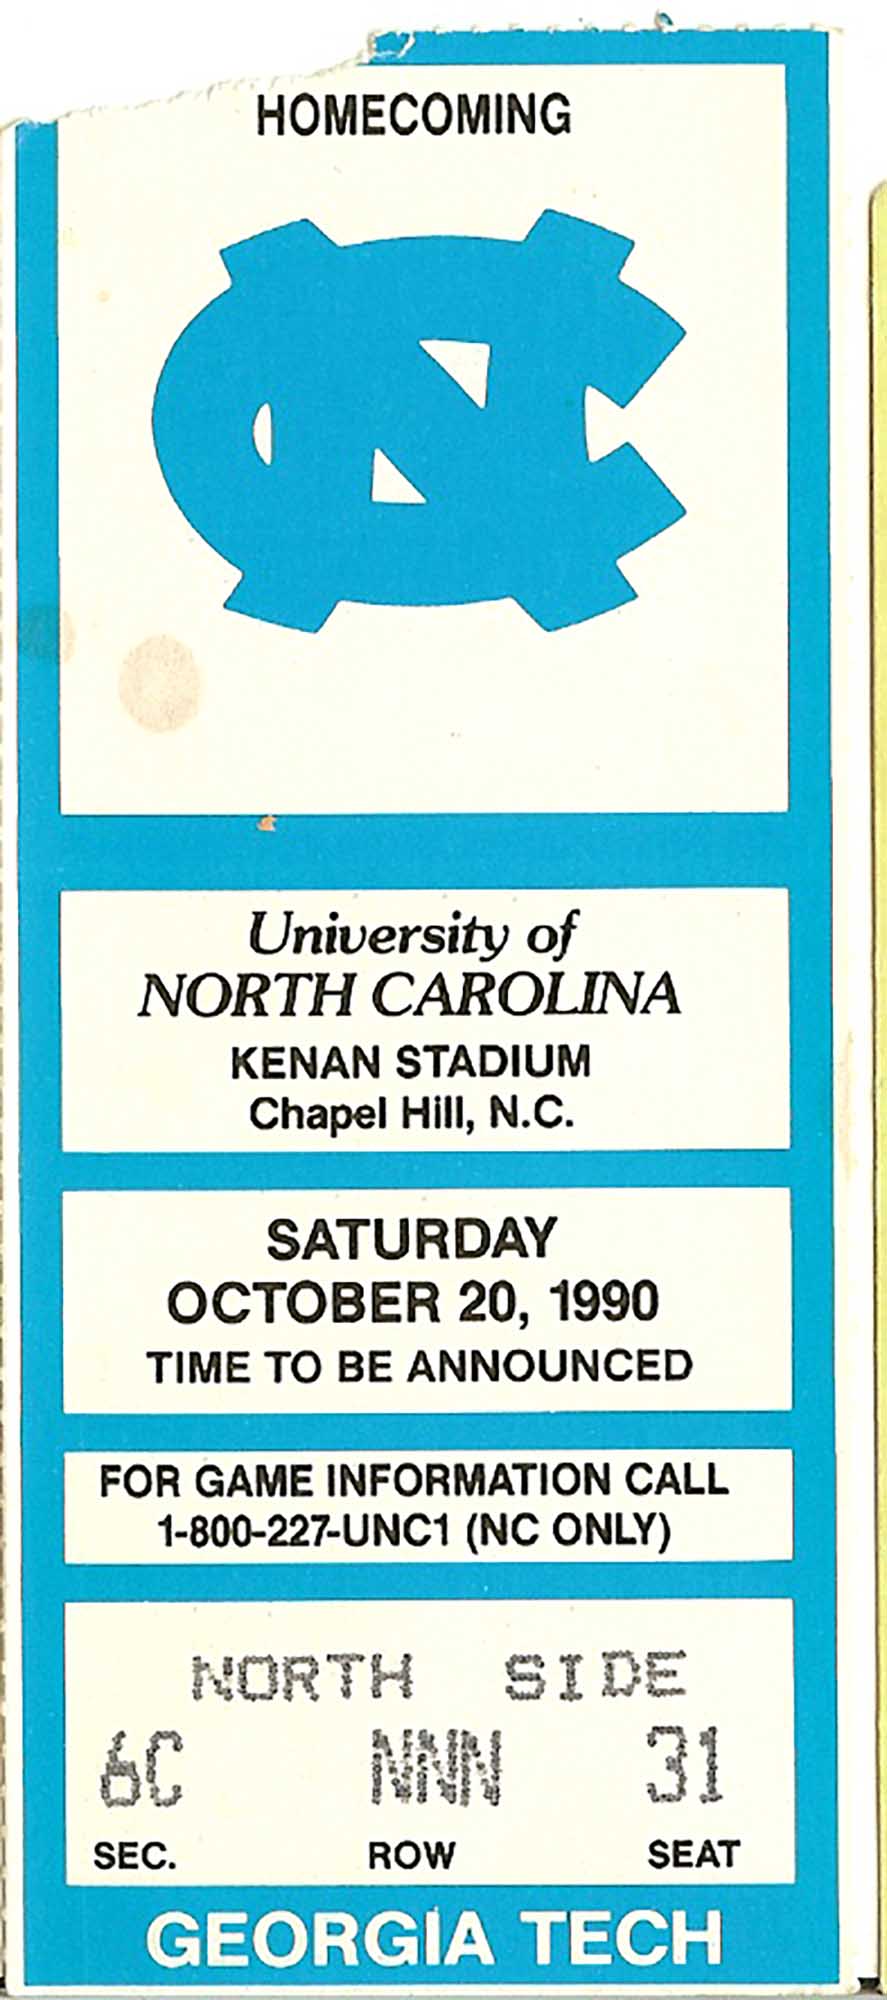 HOMECOMING
NC
University of
NORTH CAROLINA
KENAN STADIUM
Chapel Hill, N.C.
SATURDAY
OCTOBER 20, 1990
TIME TO BE ANNOUNCED
FOR GAME INFORMATION CALL
1-800-227-UNC1 (NC ONLY)
NORTH SIDE
6C NNN 31
SEC. ROW SEAT
GEORGIA TECH